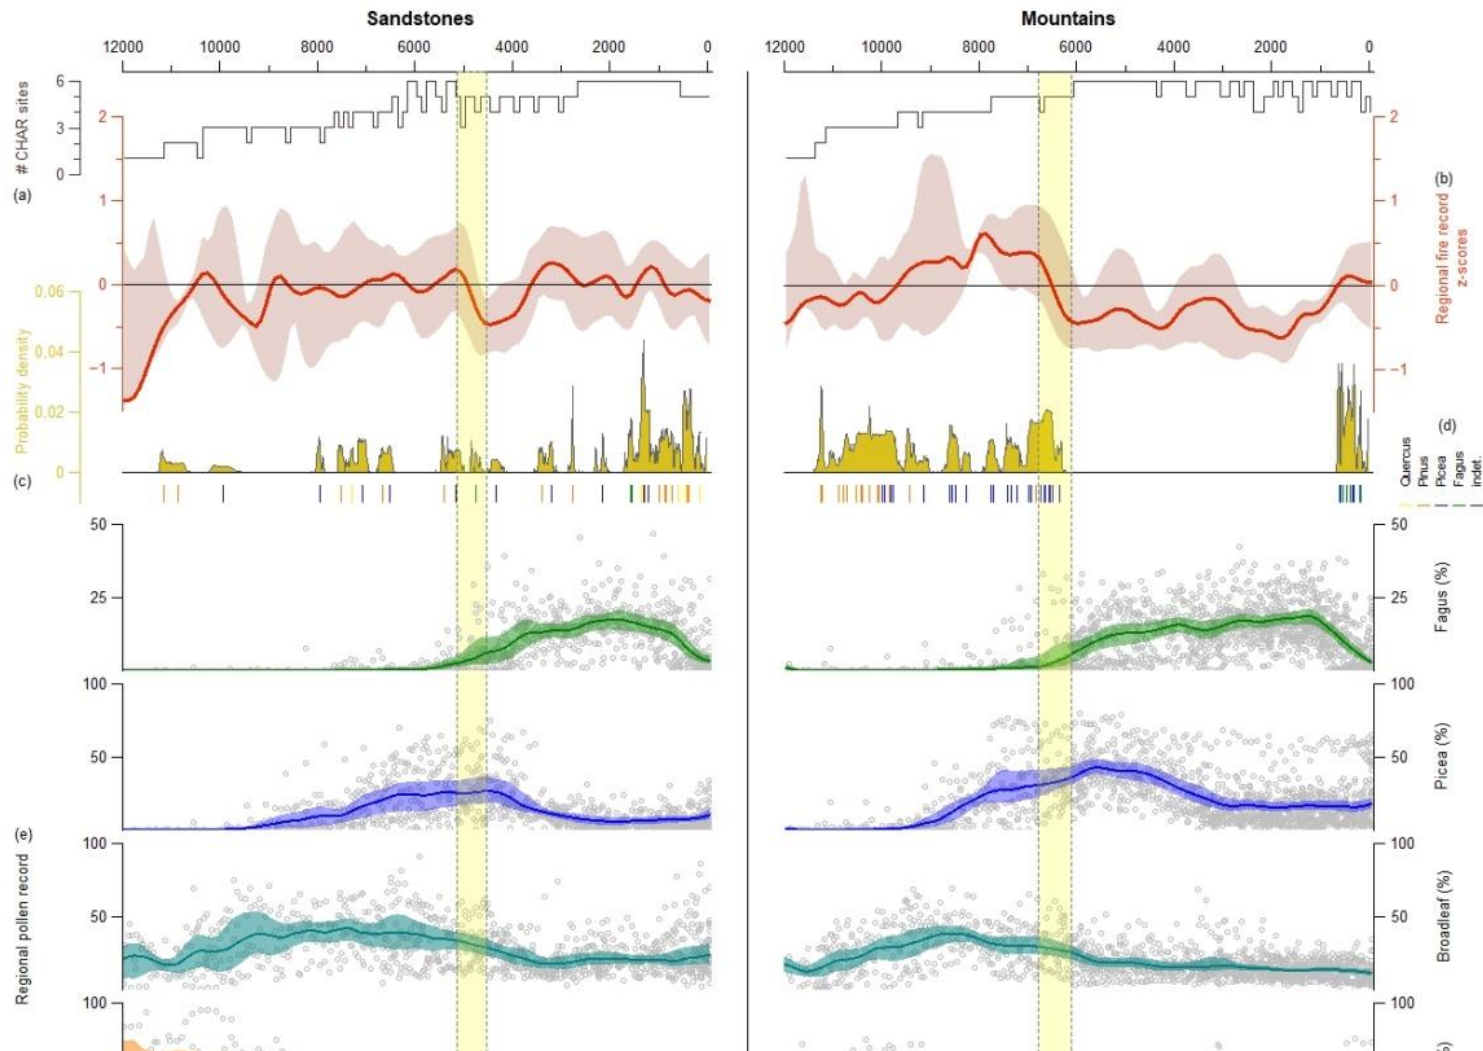 Sandstones
Mountains
12000 10000 8000 6000 4000 2000 0
12000 10000 8000 6000 4000 2000 0
# CHAR sites
6
3
0
(a)
2
1
0
−1
Probability density
0.06
0.04
0.02
0
(c)
2
1
0
−1
(b)
Regional fire record
z-scores
(d)
Quercus
Pinus
Picea
Fagus
indet.
50
25
50
25
Fagus (%)
100
50
100
50
Picea (%)
(e)
Regional pollen record
100
50
100
50
Broadleaf (%)
100
100
%)